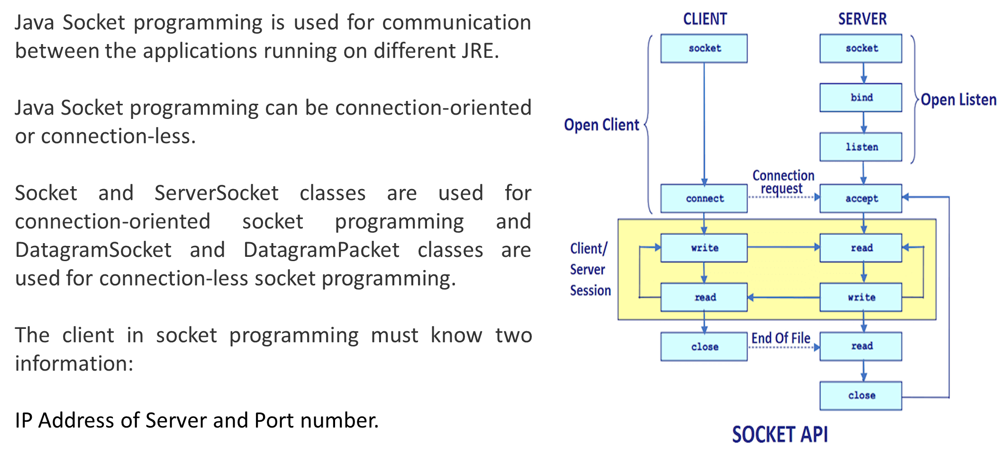 Java Socket programming is used for communication
between the applications running on different JRE.
Java Socket programming can be connection-oriented
or connection-less.
Socket and ServerSocket classes are used for
connection-oriented socket programming and
DatagramSocket and DatagramPacket classes are
used for connection-less socket programming.
The client in socket programming must know two
information:
IP Address of Server and Port number.
CLIENT
SERVER
socket
socket
bind
Open Listen
Open Client
listen
Connection
request
connect
accept
Client/
Server
Session
write
read
read
write
close
End Of File
read
close
SOCKET API